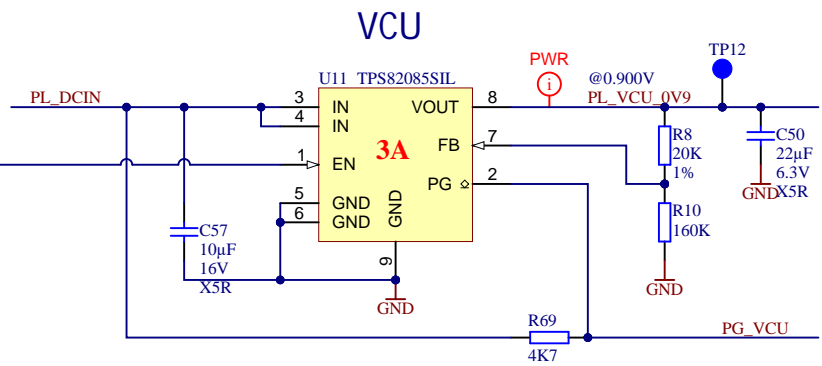 VCU
PWR
i
TP12
U11 TPS82085SIL
@0.900V
PL_DCIN
3
IN
VOUT
8
PL_VCU_0V9
4
IN
3A
FB
7
R8
20K
1%
C50
22µF
6.3V
X5R
GND
1
EN
PG
2
5
GND
6
GND
GND
9
R10
160K
C57
10µF
16V
X5R
GND
GND
R69
4K7
PG_VCU